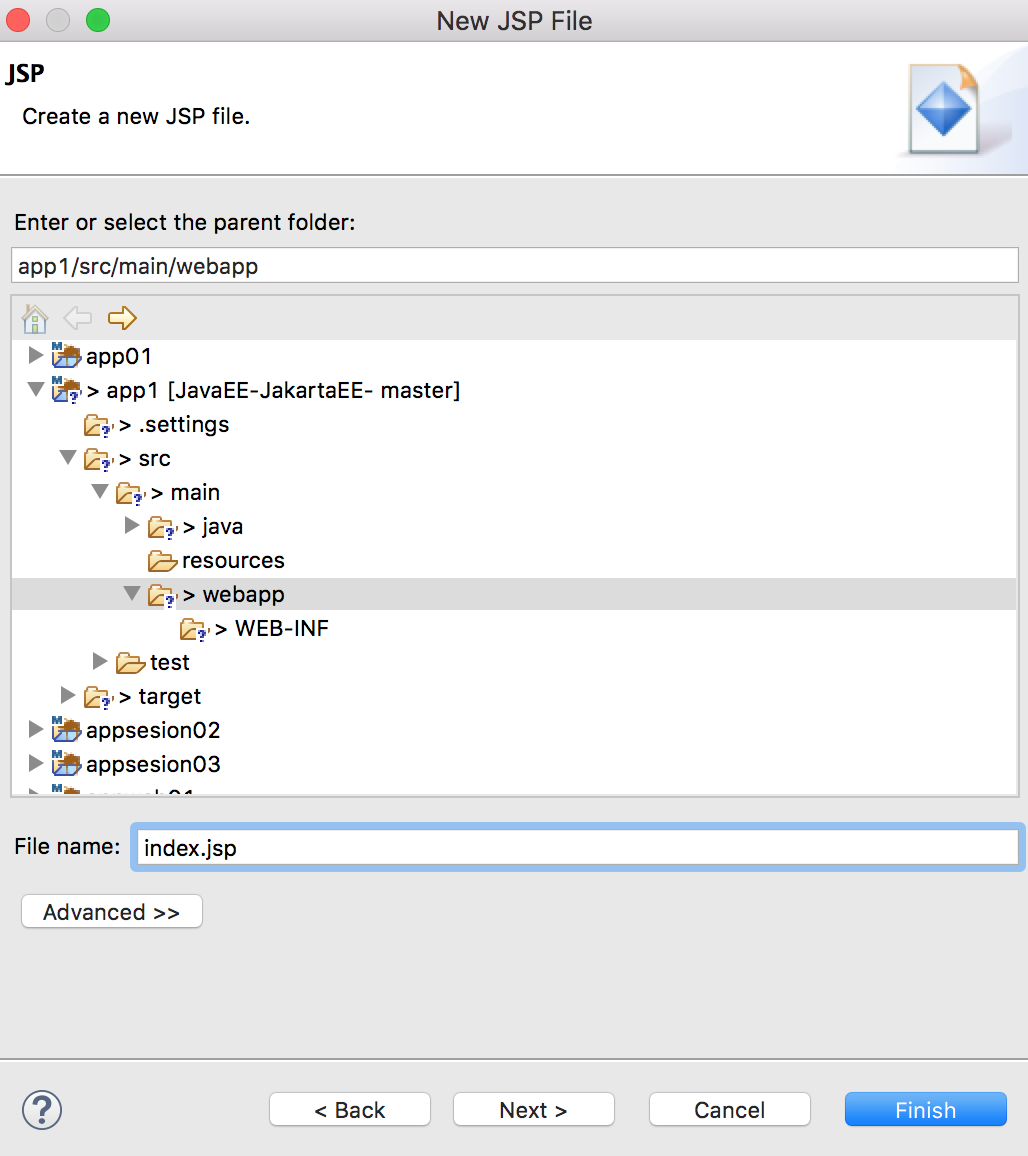 New JSP File
JSP
Create a new JSP file.
Enter or select the parent folder:
app1/src/main/webapp
app01
> app1 [JavaEE-JakartaEE- master]
> .settings
> src
> main
> java
resources
> webapp
> WEB-INF
test
> target
appsesion02
appsesion03
File name: index.jsp
Advanced >>
? < Back Next > Cancel Finish